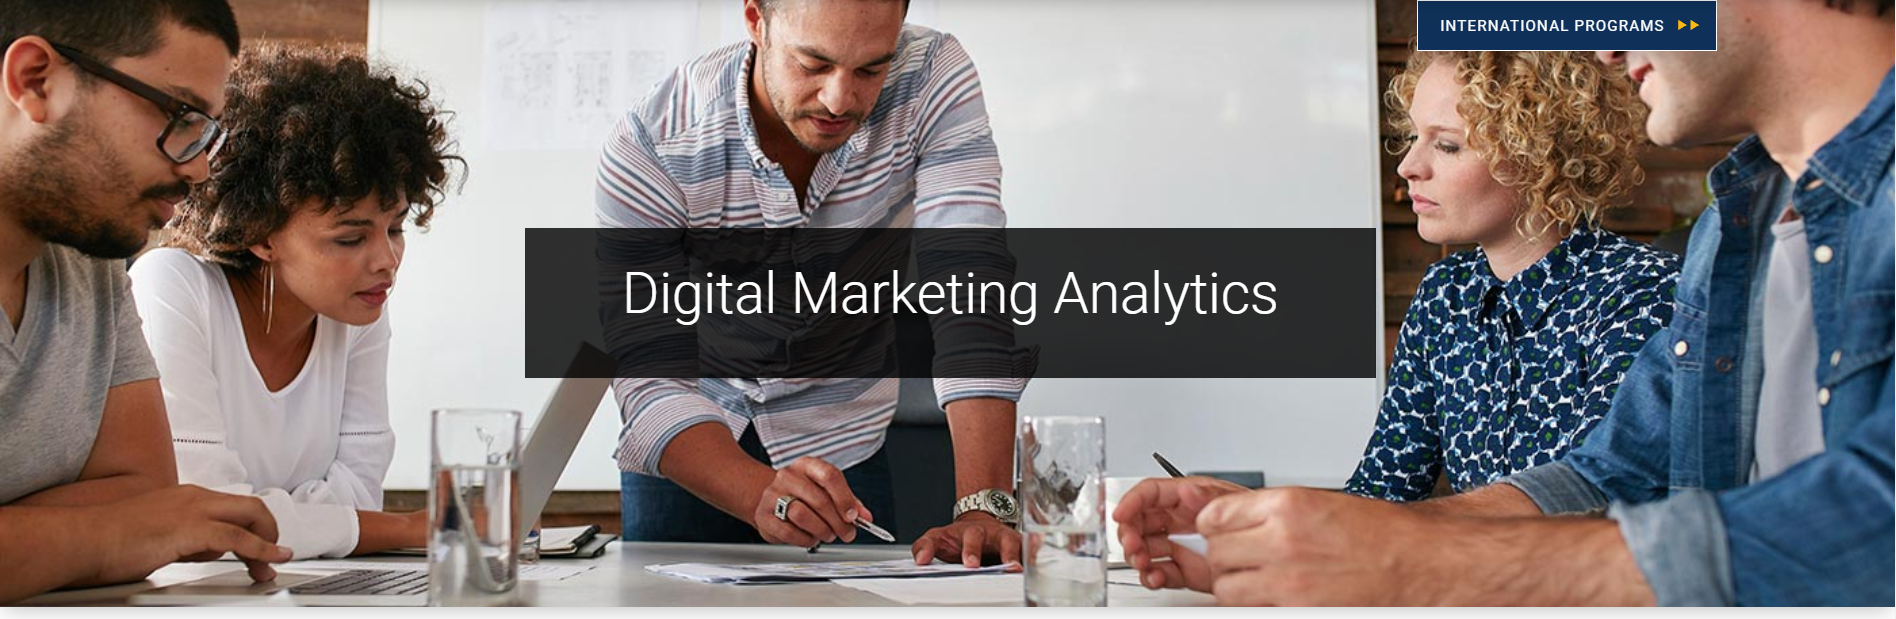 INTERNATIONAL PROGRAMS
Digital Marketing Analytics